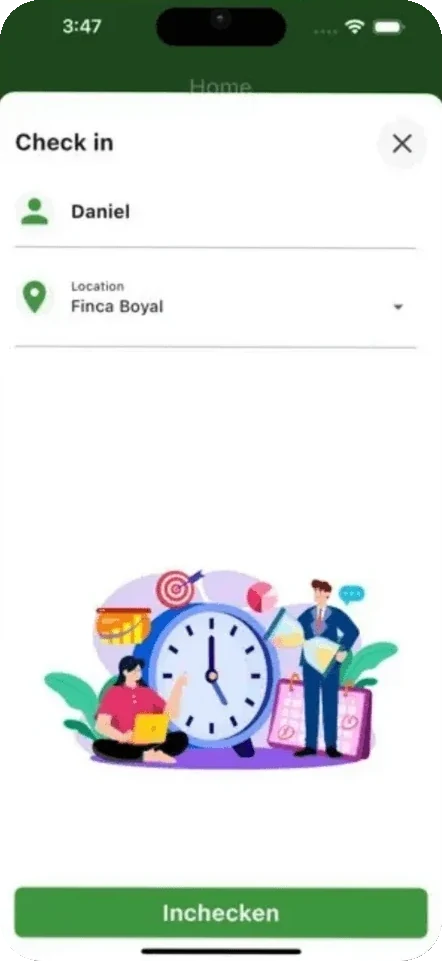 3:47
Home
Check in
Daniel
Location
Finca Boyal
Inchecken